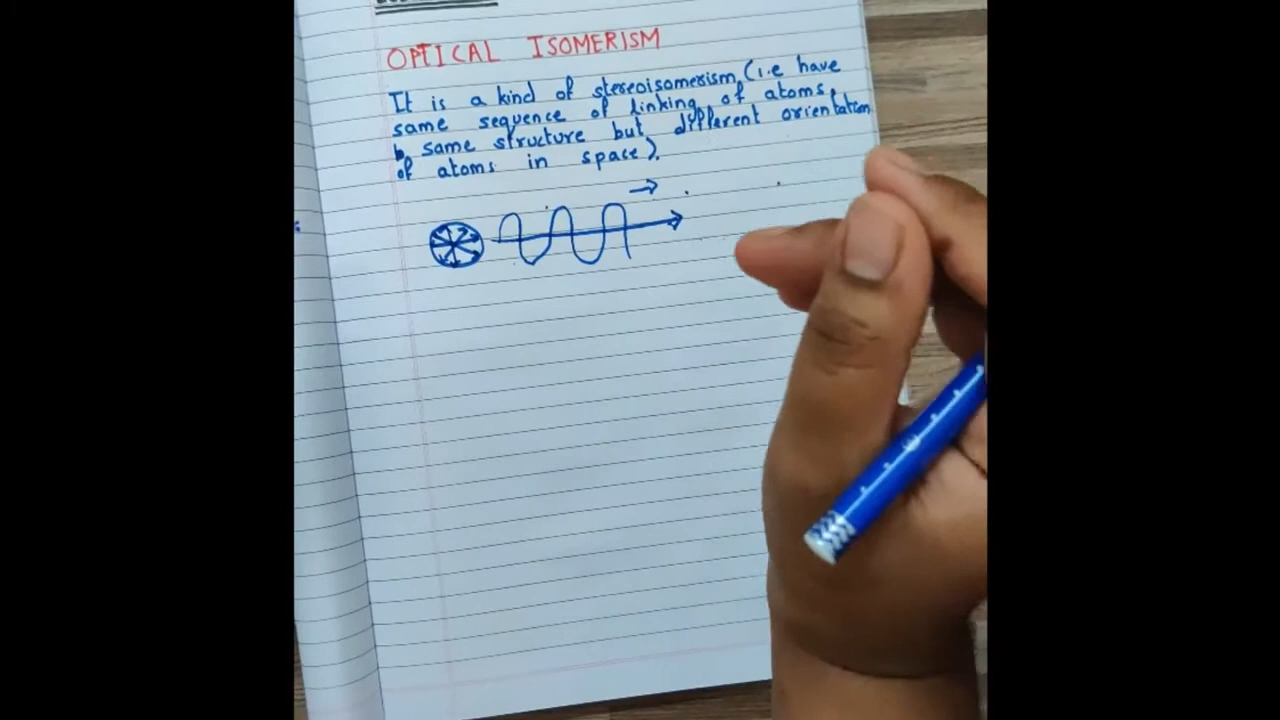 OPTICAL ISOMERISM
It is a kind of stereoisomerism, (i.e have
same sequence of linking of atoms,
same structure but different orientation
of atoms in space).